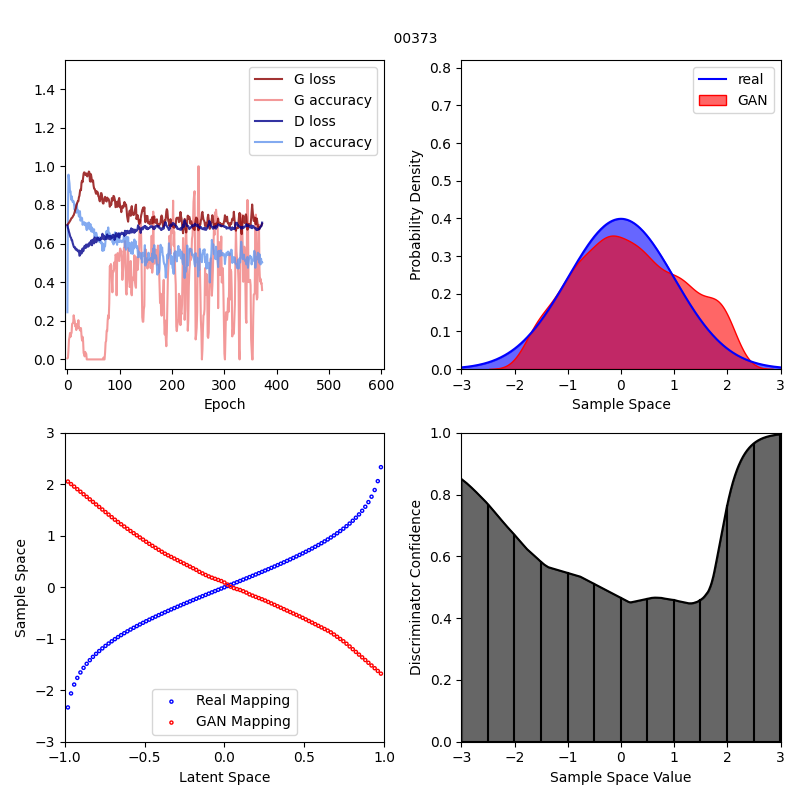 00373
G loss
G accuracy
D loss
D accuracy
1.4
1.2
1.0
0.8
0.6
0.4
0.2
0.0
0 100 200 300 400 500 600
Epoch
real
GAN
Probability Density
0.8
0.7
0.6
0.5
0.4
0.3
0.2
0.1
0.0
−3 −2 −1 0 1 2 3
Sample Space
Sample Space
3
2
1
0
−1
−2
−3
Real Mapping
GAN Mapping
−1.0 −0.5 0.0 0.5 1.0
Latent Space
Discriminator Confidence
1.0
0.8
0.6
0.4
0.2
0.0
−3 −2 −1 0 1 2 3
Sample Space Value